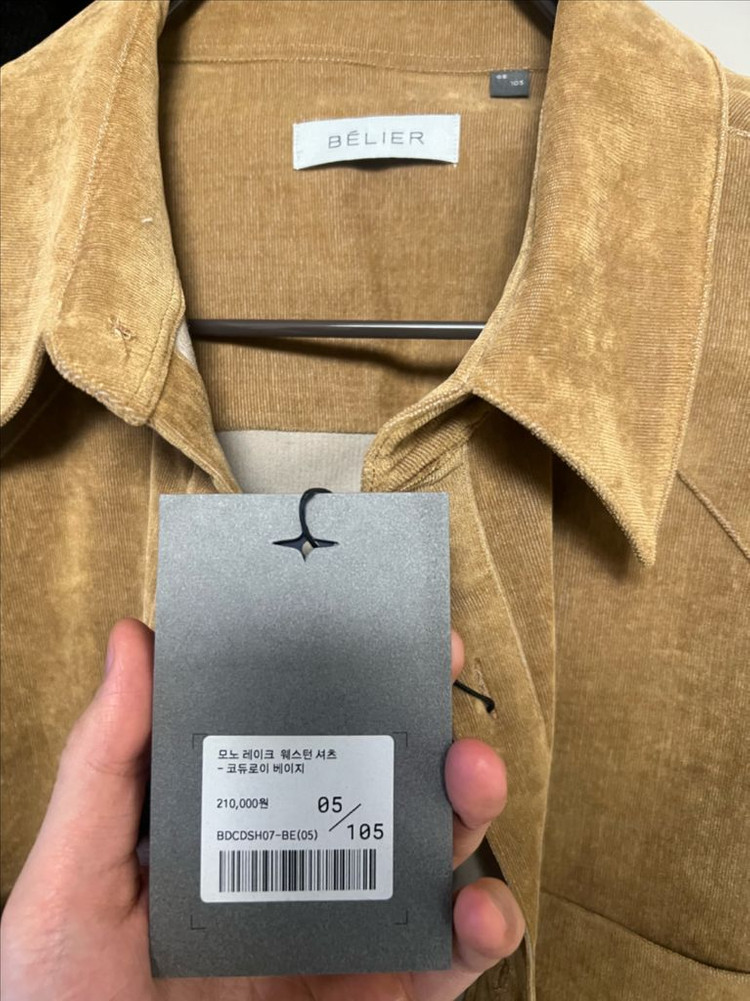 BÉLIER
105
모노 레이크 웨스턴 셔츠
- 코듀로이 베이지
210,000원
05 / 105
BDCDSH07-BE(05)